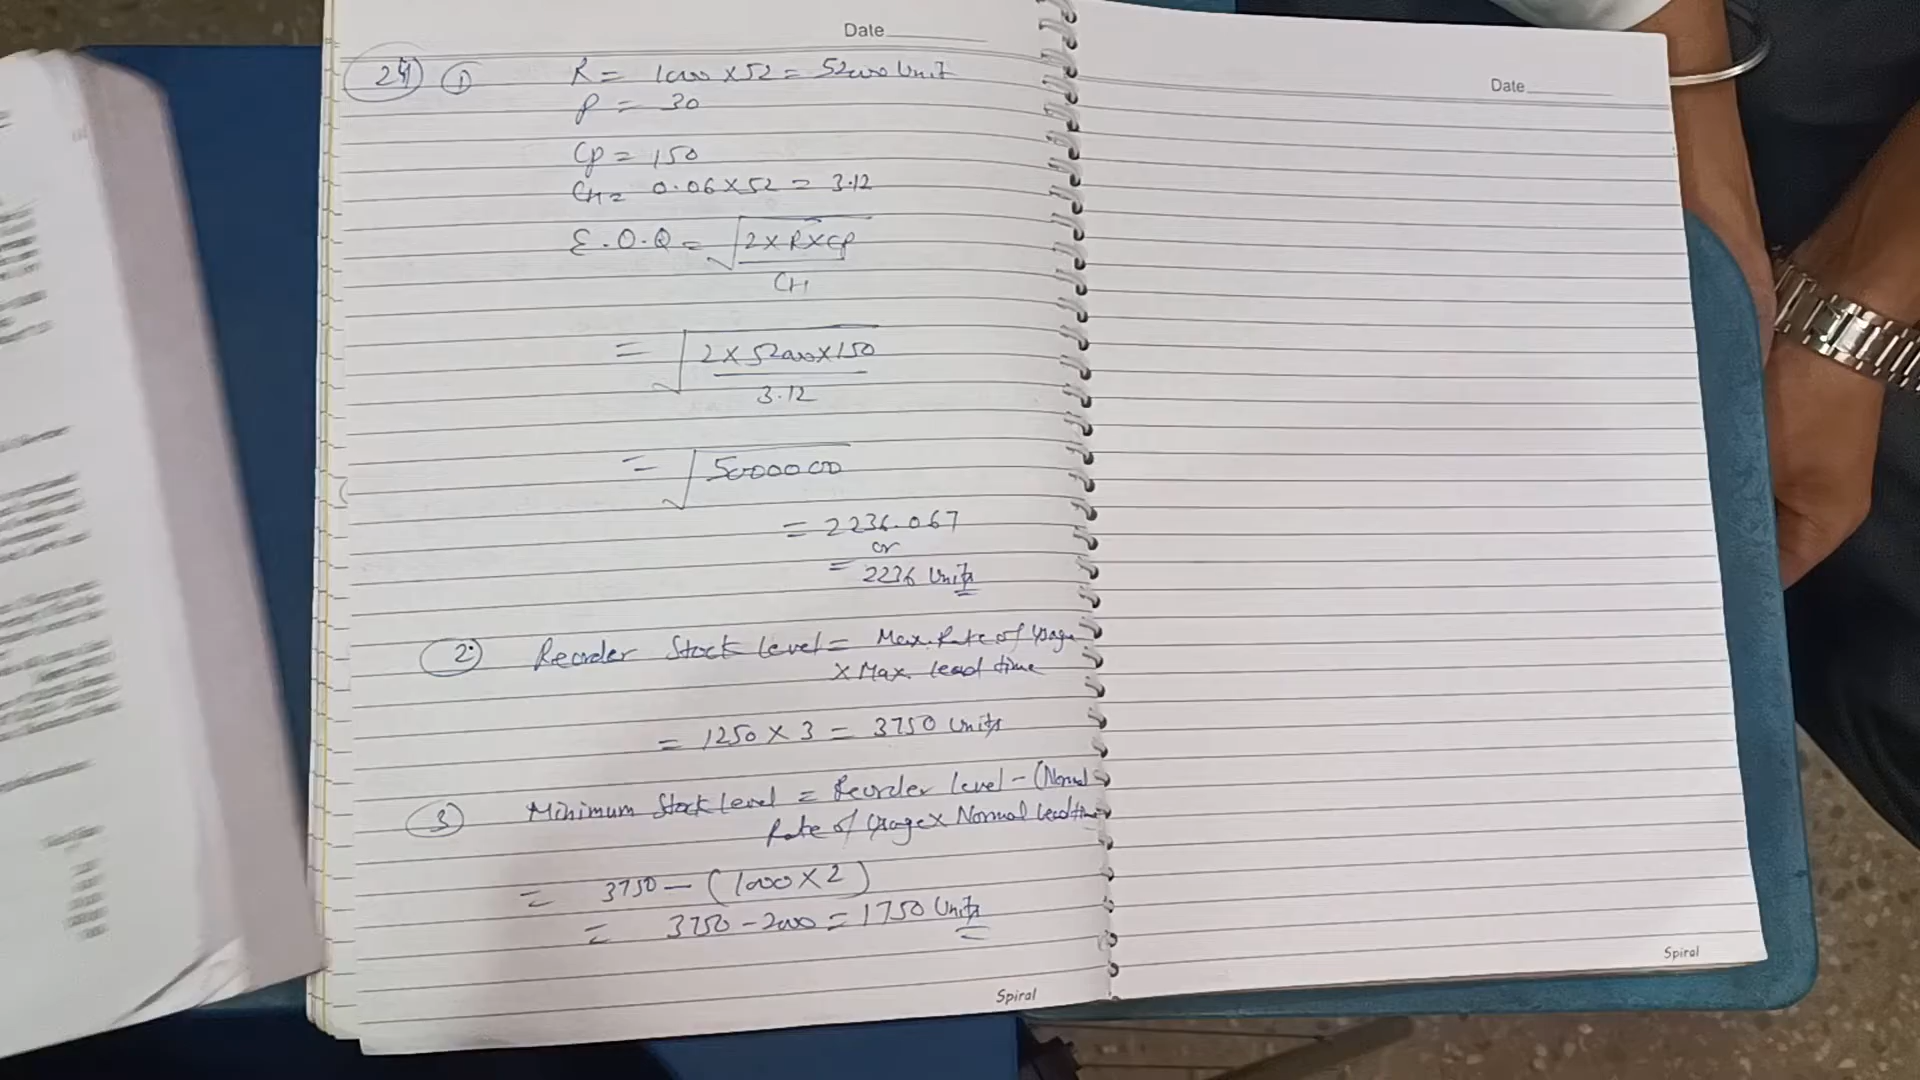 Date
24 1
R = 1000 × 52 = 52000 Unit
P = 30
Cp = 150
CH = 0.06 × 52 = 3.12
E.O.Q = √2 × R × Cp
CH
= √2 × 52000 × 150
3.12
= √5000000
= 2236.067
or
= 2236 Units
2. Reorder Stock level = Max. Rate of Usage
× Max. lead time
= 1250 × 3 = 3750 Units
3 Minimum Stock level = Reorder level - (Normal
Rate of Usage × Normal lead time
= 3750 - (1000 × 2)
= 3750 - 2000 = 1750 Units
Spiral
Date
Spiral